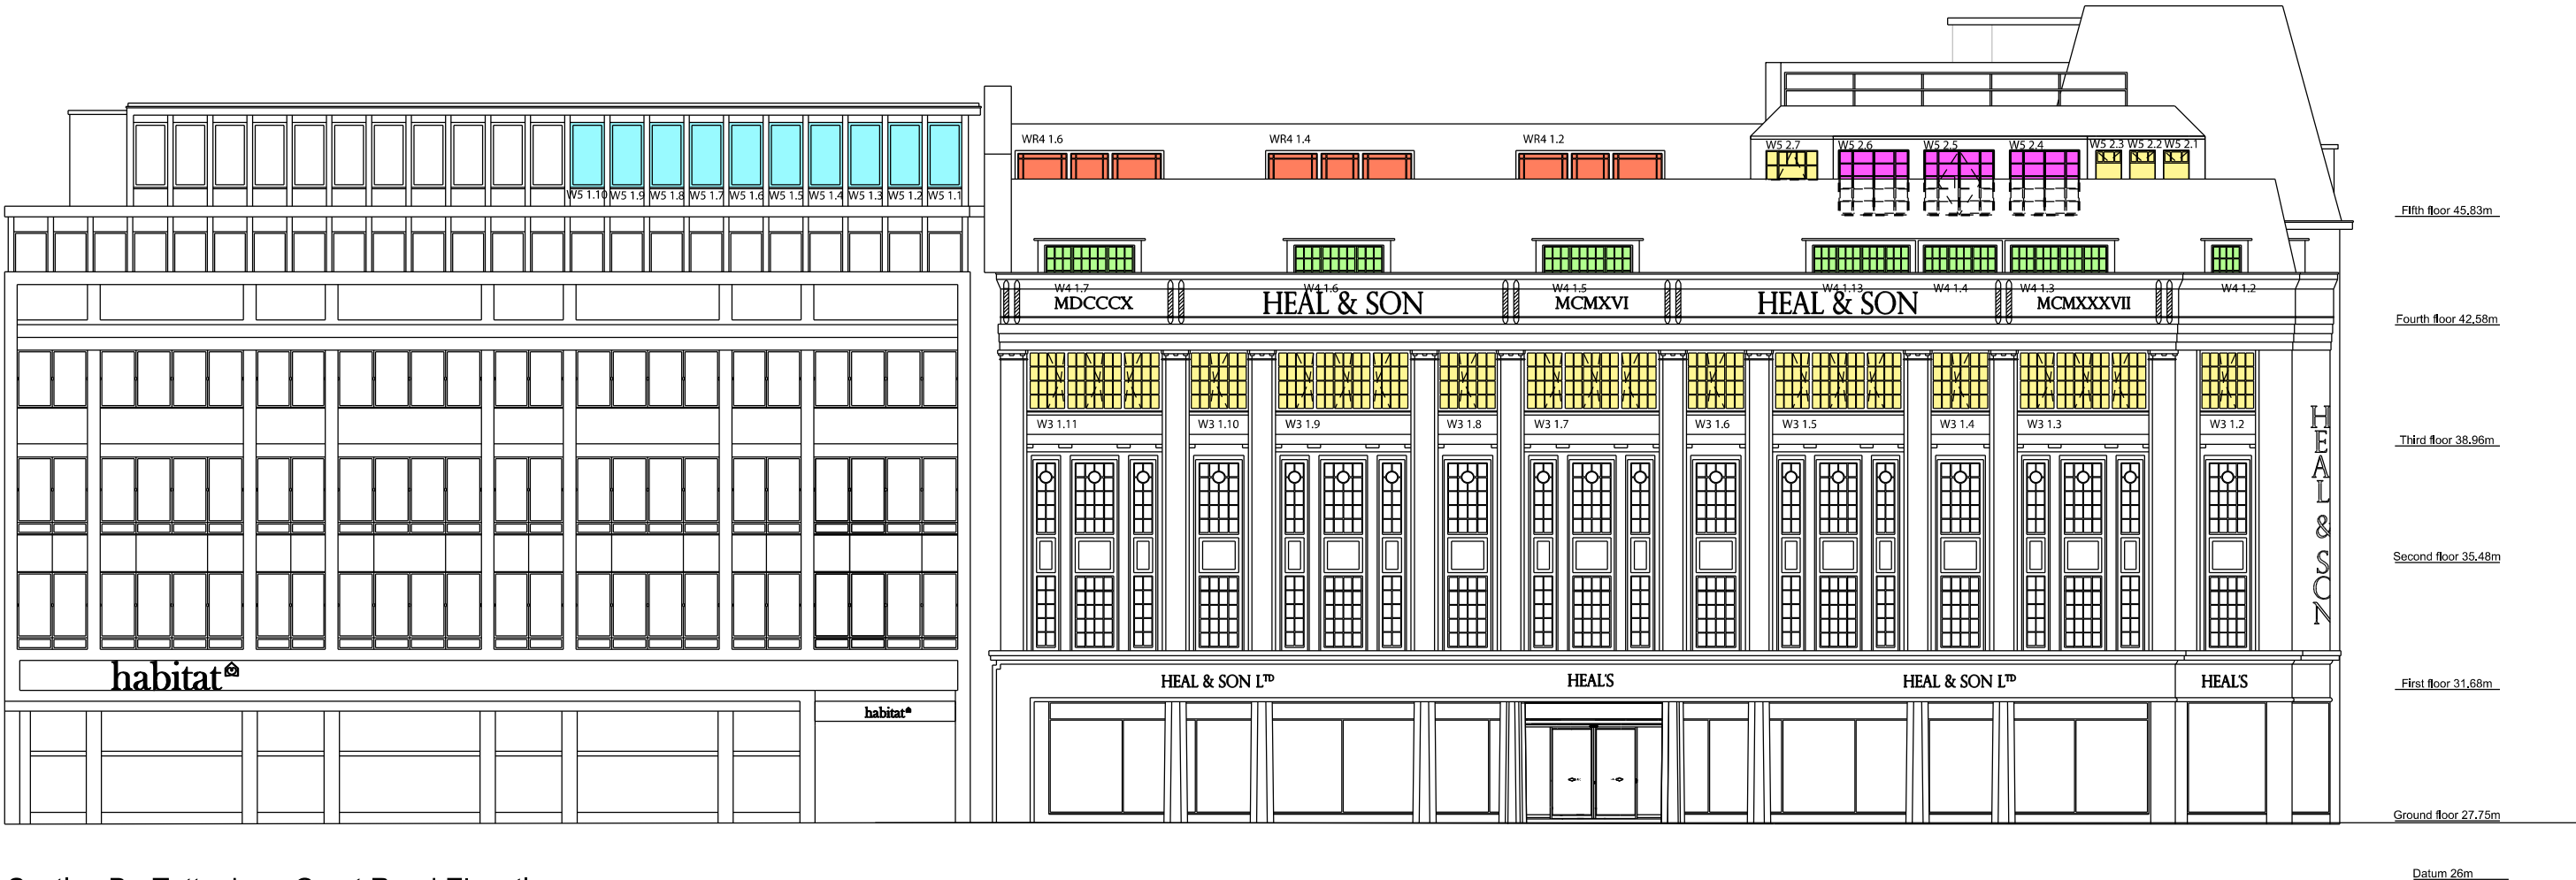 WR4 1.6
WR4 1.4
WR4 1.2
W5 2.7
W5 2.6
W5 2.5
W5 2.4
W5 2.3
W5 2.2
W5 2.1
W5 1.10
W5 1.9
W5 1.8
W5 1.7
W5 1.6
W5 1.5
W5 1.4
W5 1.3
W5 1.2
W5 1.1
Fifth floor 45.83m
W4 1.7
W4 1.6
W4 1.5
W4 1.13
W4 1.4
W4 1.3
W4 1.2
MDCCCX
HEAL & SON
MCMXVI
HEAL & SON
MCMXXXVII
Fourth floor 42.58m
W3 1.11
W3 1.10
W3 1.9
W3 1.8
W3 1.7
W3 1.6
W3 1.5
W3 1.4
W3 1.3
W3 1.2
HEAL & SON
Third floor 38.96m
Second floor 35.48m
habitat
HEAL & SON LTD
HEAL'S
HEAL & SON LTD
HEAL'S
First floor 31.68m
habitat
Ground floor 27.75m
Datum 26m